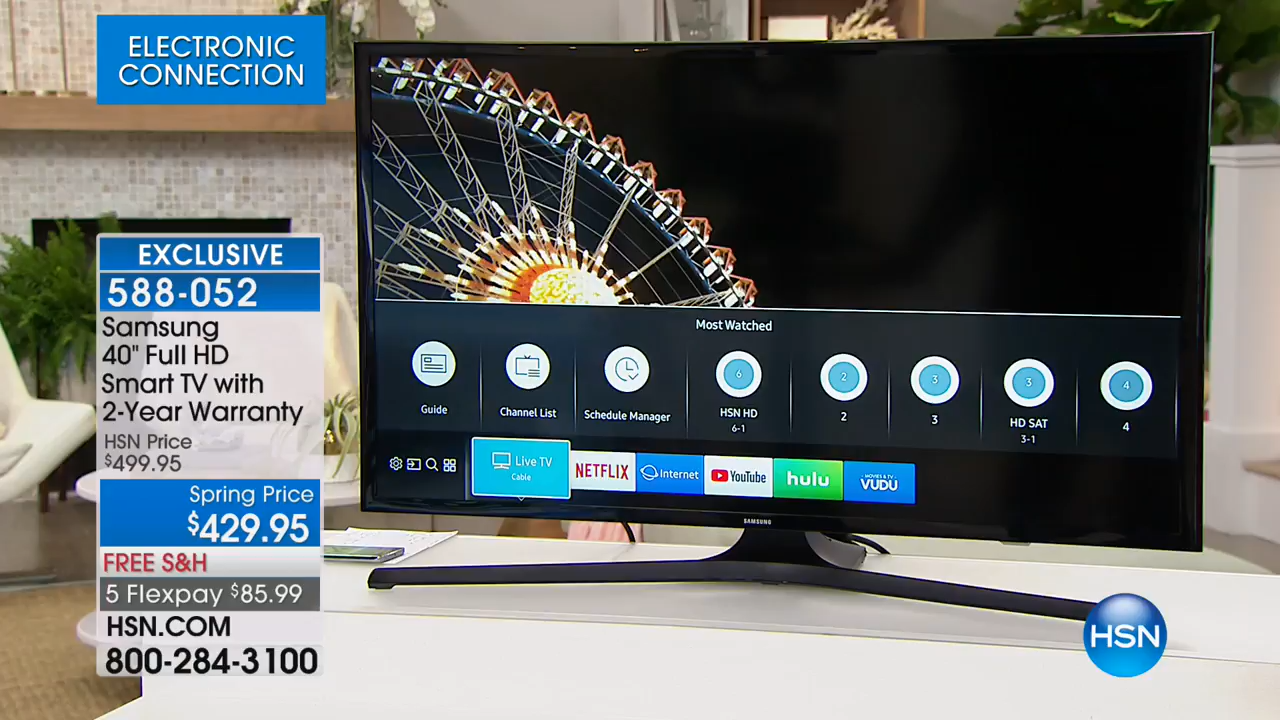 ELECTRONIC
CONNECTION
EXCLUSIVE
588-052
Samsung
40" Full HD
Smart TV with
2-Year Warranty
HSN Price
$499.95
Spring Price
$429.95
FREE S&H
5 Flexpay $85.99
HSN.COM
800-284-3100
Most Watched
6
2
3
3
4
Guide
Channel List
Schedule Manager
HSN HD
6-1
2
3
HD SAT
3-1
4
Live TV
Cable
NETFLIX
Internet
YouTube
hulu
MOVIES & TV
VUDU
SAMSUNG
HSN